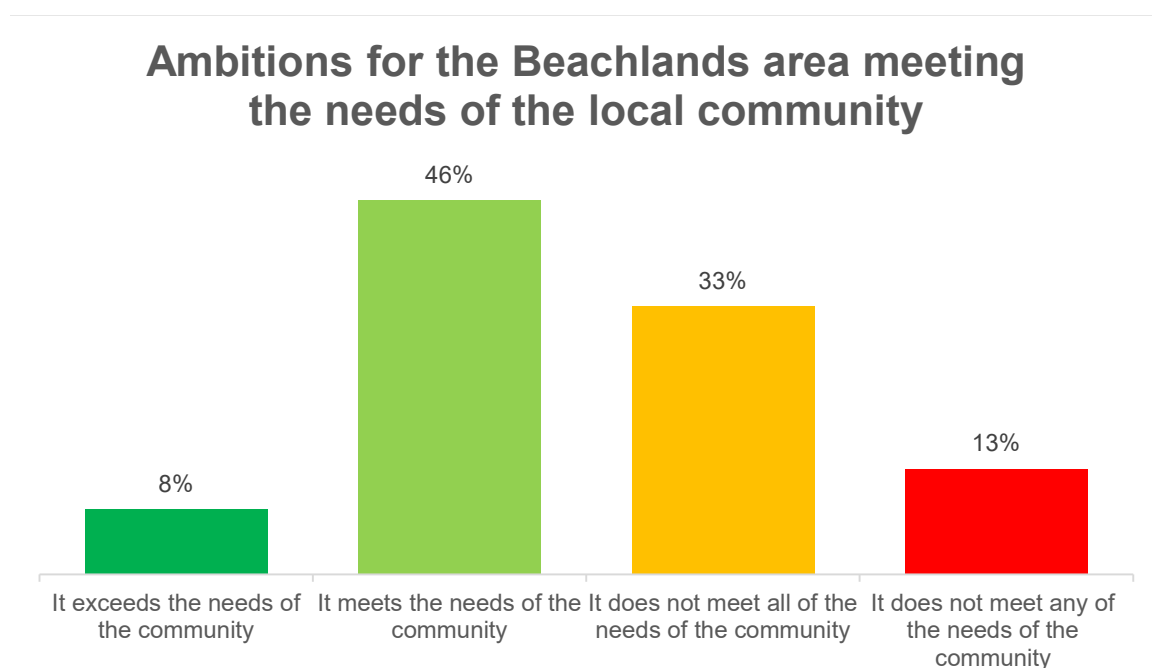 Ambitions for the Beachlands area meeting
the needs of the local community
46%
33%
13%
8%
It exceeds the needs of
the community
It meets the needs of the
community
It does not meet all of the
needs of the community
It does not meet any of
the needs of the
community